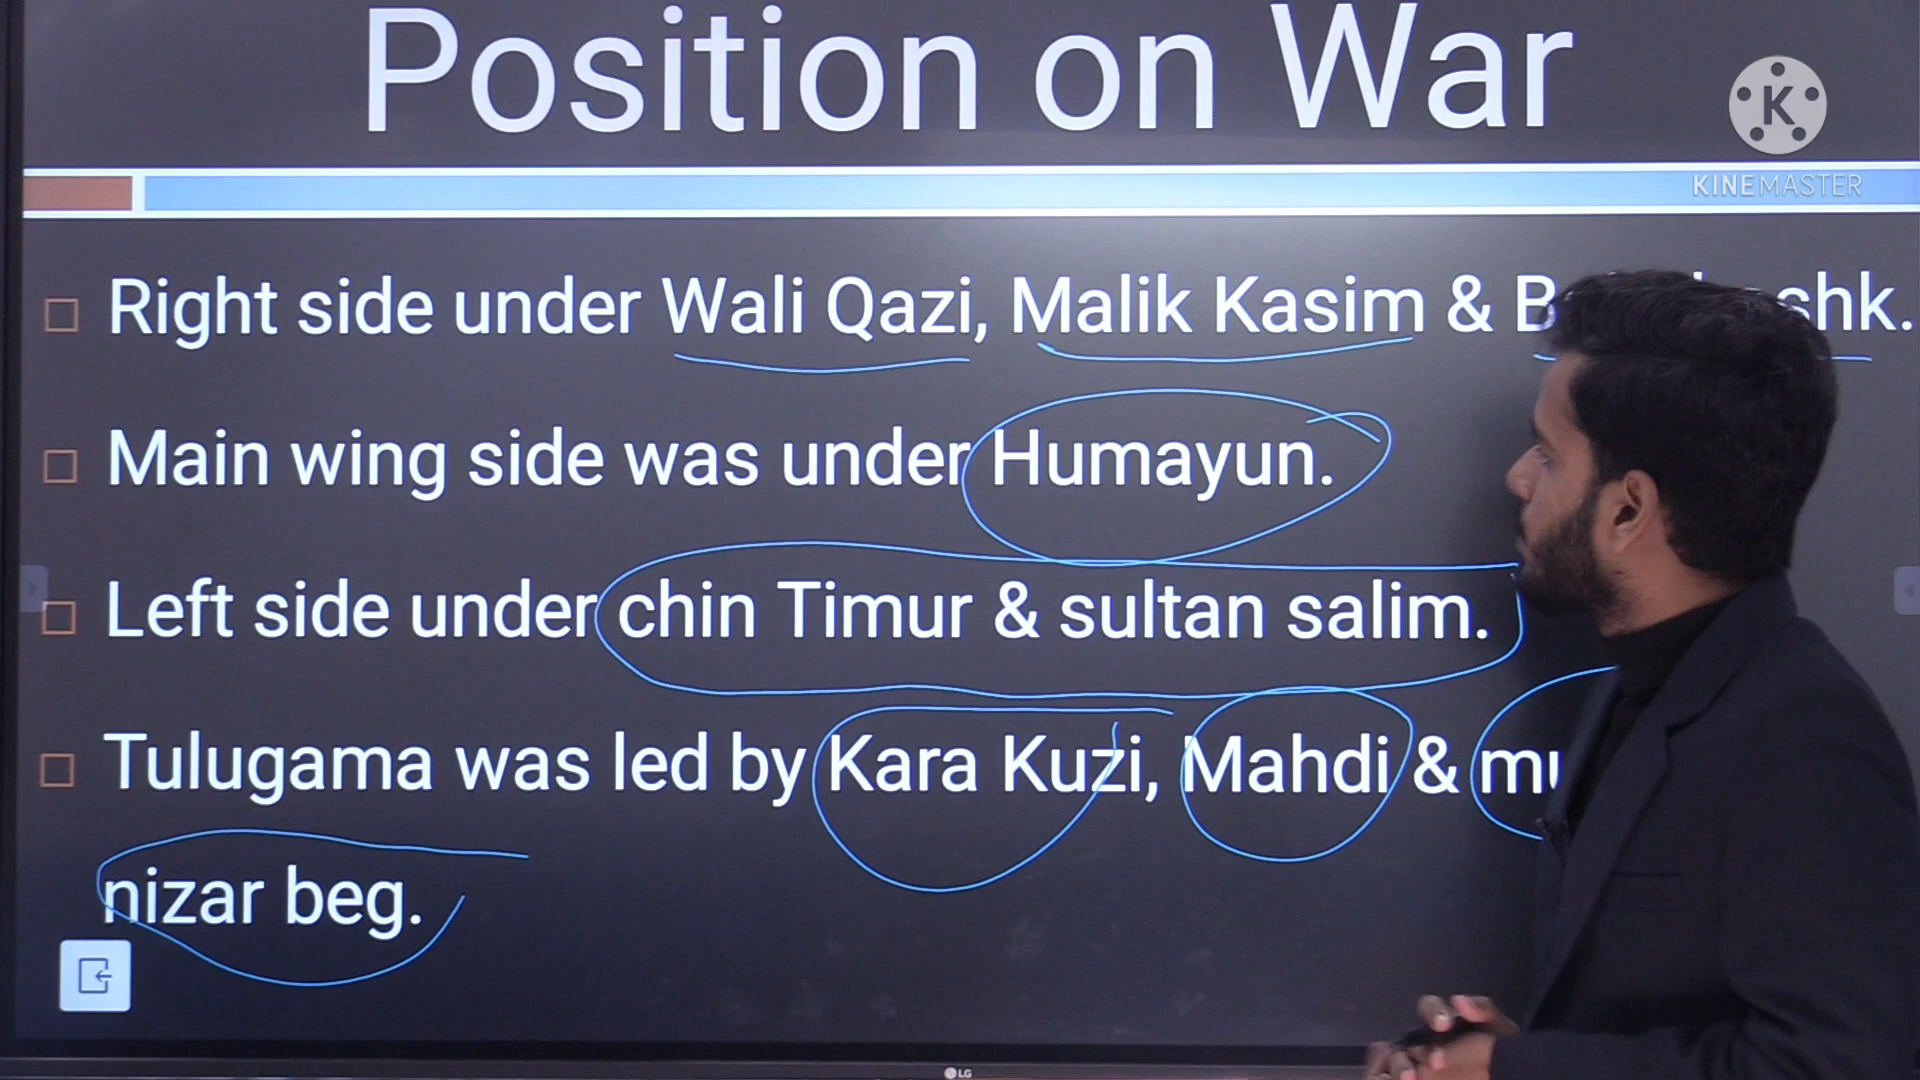 Position on War
K
KINEMASTER
Right side under Wali Qazi, Malik Kasim &
Main wing side was under Humayun.
Left side under chin Timur & sultan salim.
Tulugama was led by Kara Kuzi, Mahdi &
nizar beg.
LG